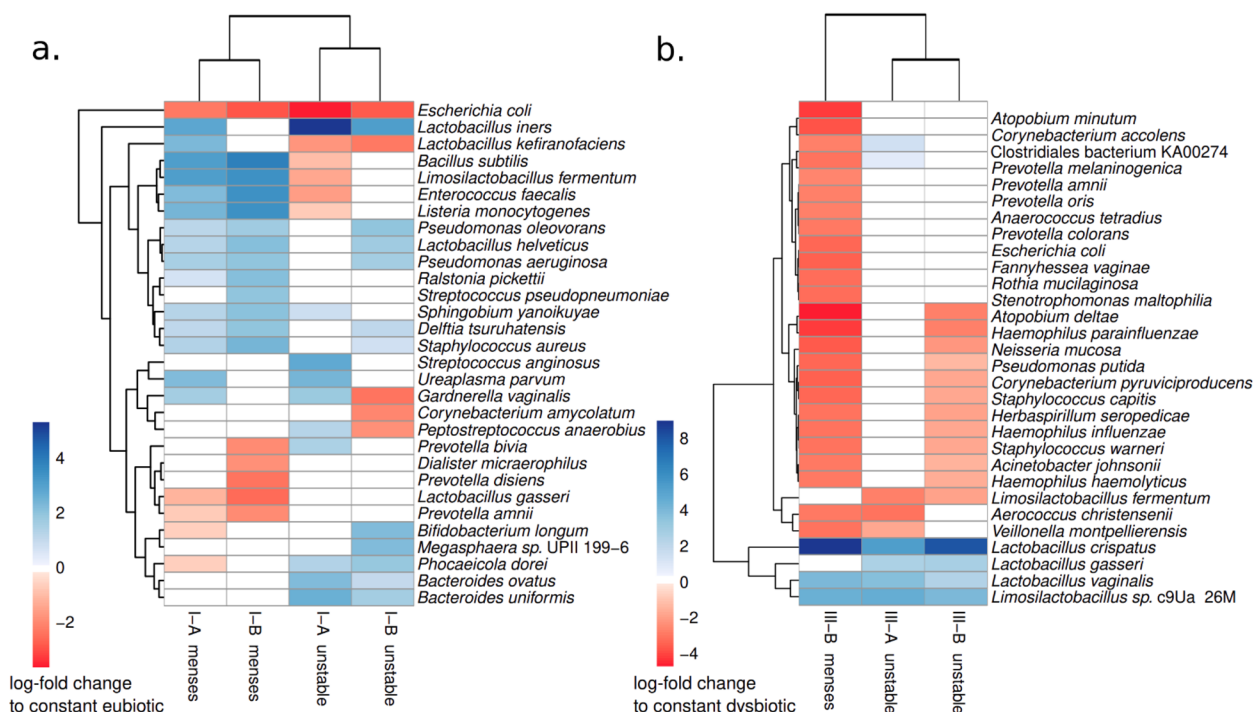 a.
Escherichia coli
Lactobacillus iners
Lactobacillus kefiranofaciens
Bacillus subtilis
Limosilactobacillus fermentum
Enterococcus faecalis
Listeria monocytogenes
Pseudomonas oleovorans
Lactobacillus helveticus
Pseudomonas aeruginosa
Ralstonia pickettii
Streptococcus pseudopneumoniae
Sphingobium yanoikuyae
Delftia tsuruhatensis
Staphylococcus aureus
Streptococcus anginosus
Ureaplasma parvum
Gardnerella vaginalis
Corynebacterium amycolatum
Peptostreptococcus anaerobius
Prevotella bivia
Dialister micraerophilus
Prevotella disiens
Lactobacillus gasseri
Prevotella amnii
Bifidobacterium longum
Megasphaera sp. UPII 199−6
Phocaeicola dorei
Bacteroides ovatus
Bacteroides uniformis
4
2
0
−2
log-fold change
to constant eubiotic
I−A menses
I−B menses
I−A unstable
I−B unstable
b.
Atopobium minutum
Corynebacterium accolens
Clostridiales bacterium KA00274
Prevotella melaninogenica
Prevotella amnii
Prevotella oris
Anaerococcus tetradius
Prevotella colorans
Escherichia coli
Fannyhessea vaginae
Rothia mucilaginosa
Stenotrophomonas maltophilia
Atopobium deltae
Haemophilus parainfluenzae
Neisseria mucosa
Pseudomonas putida
Corynebacterium pyruviciproducens
Staphylococcus capitis
Herbaspirillum seropedicae
Haemophilus influenzae
Staphylococcus warneri
Acinetobacter johnsonii
Haemophilus haemolyticus
Limosilactobacillus fermentum
Aerococcus christensenii
Veillonella montpellierensis
Lactobacillus crispatus
Lactobacillus gasseri
Lactobacillus vaginalis
Limosilactobacillus sp. c9Ua 26M
8
6
4
2
0
−2
−4
log-fold change
to constant dysbiotic
III−B menses
III−A unstable
III−B unstable